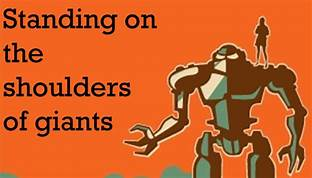 Standing on
the
shoulders
of giants